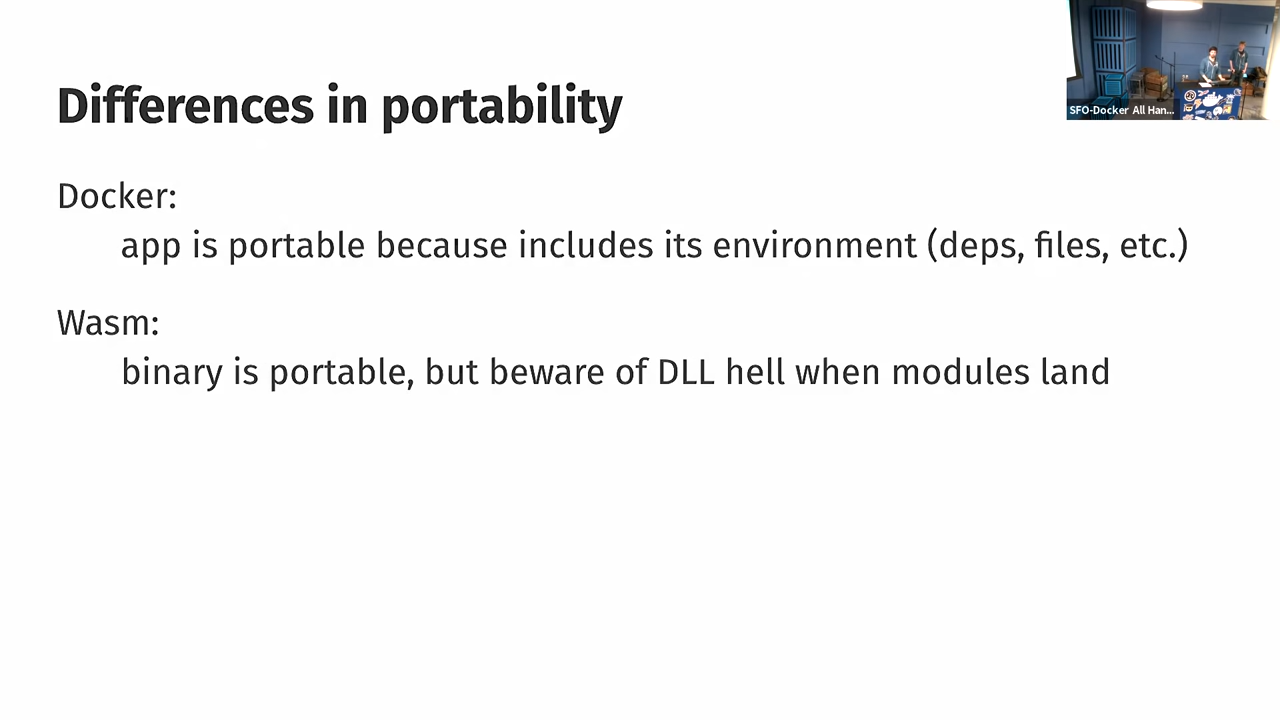 Differences in portability
Docker:
app is portable because includes its environment (deps, files, etc.)
Wasm:
binary is portable, but beware of DLL hell when modules land
SFO-Docker All Han...